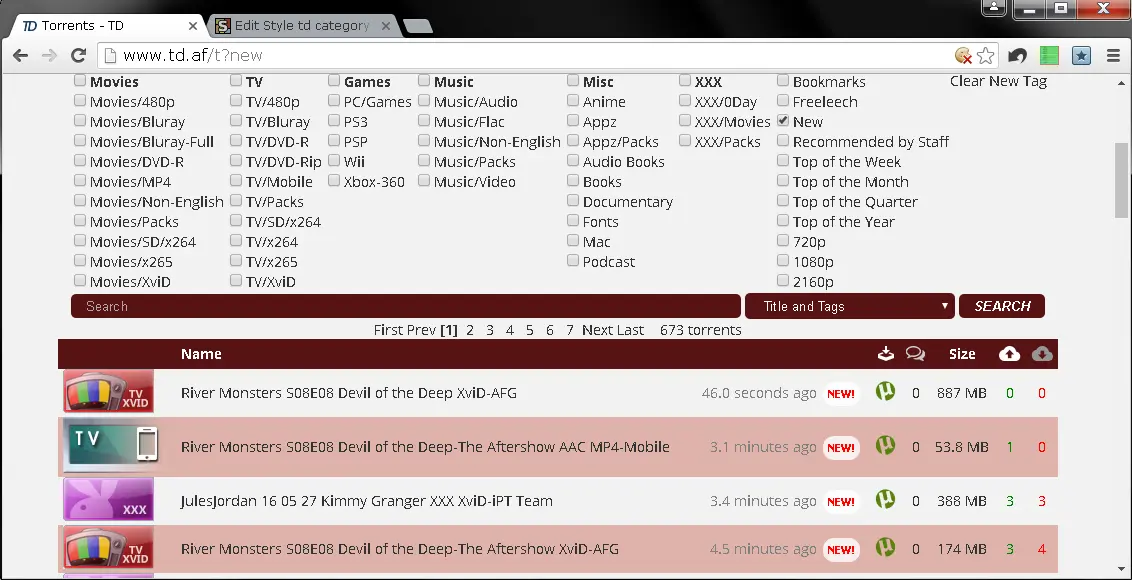 TD Torrents - TD
S Edit Style td category
www.td.af/t?new
Movies TV Games Music Misc XXX Bookmarks Clear New Tag
Movies/480p TV/480p PC/Games Music/Audio Anime XXX/0Day Freeleech
Movies/Bluray TV/Bluray PS3 Music/Flac Appz XXX/Movies New
Movies/Bluray-Full TV/DVD-R PSP Music/Non-English Appz/Packs XXX/Packs Recommended by Staff
Movies/DVD-R TV/DVD-Rip Wii Music/Packs Audio Books Top of the Week
Movies/MP4 TV/Mobile Xbox-360 Music/Video Books Top of the Month
Movies/Non-English TV/Packs Documentary Top of the Quarter
Movies/Packs TV/SD/x264 Fonts Top of the Year
Movies/SD/x264 TV/x264 Mac 720p
Movies/x265 TV/x265 Podcast 1080p
Movies/XviD TV/XviD 2160p
Search Title and Tags SEARCH
First Prev [1] 2 3 4 5 6 7 Next Last 673 torrents
Name Size
TV XVID River Monsters S08E08 Devil of the Deep XviD-AFG 46.0 seconds ago NEW! 0 887 MB 0 0
TV River Monsters S08E08 Devil of the Deep-The Aftershow AAC MP4-Mobile 3.1 minutes ago NEW! 0 53.8 MB 1 0
XXX JulesJordan 16 05 27 Kimmy Granger XXX XviD-iPT Team 3.4 minutes ago NEW! 0 388 MB 3 3
TV XVID River Monsters S08E08 Devil of the Deep-The Aftershow XviD-AFG 4.5 minutes ago NEW! 0 174 MB 3 4